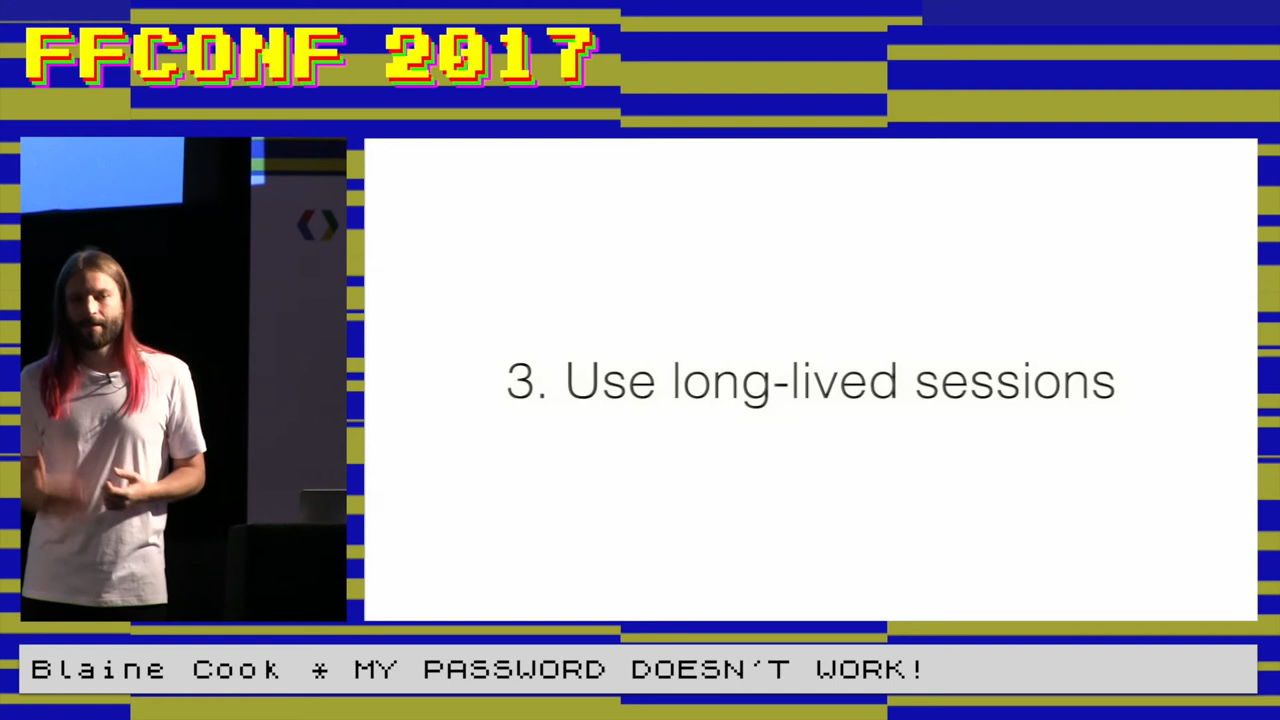 FFCONF 2017
3. Use long-lived sessions
Blaine Cook * MY PASSWORD DOESN'T WORK!